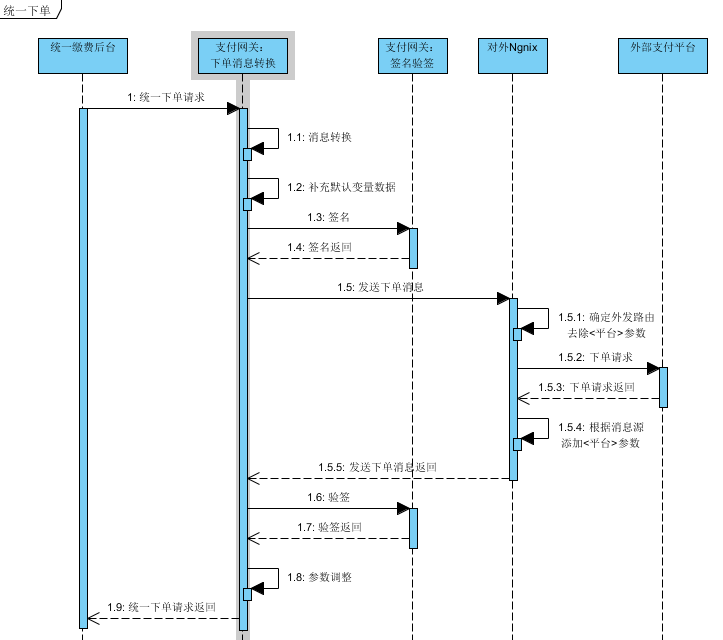 统一下单
统一缴费后台
支付网关：
下单消息转换
支付网关：
签名验签
对外Ngnix
外部支付平台
1: 统一下单请求
1.1: 消息转换
1.2: 补充默认变量数据
1.3: 签名
1.4: 签名返回
1.5: 发送下单消息
1.5.1: 确定外发路由
去除<平台>参数
1.5.2: 下单请求
1.5.3: 下单请求返回
1.5.4: 根据消息源
添加<平台>参数
1.5.5: 发送下单消息返回
1.6: 验签
1.7: 验签返回
1.8: 参数调整
1.9: 统一下单请求返回